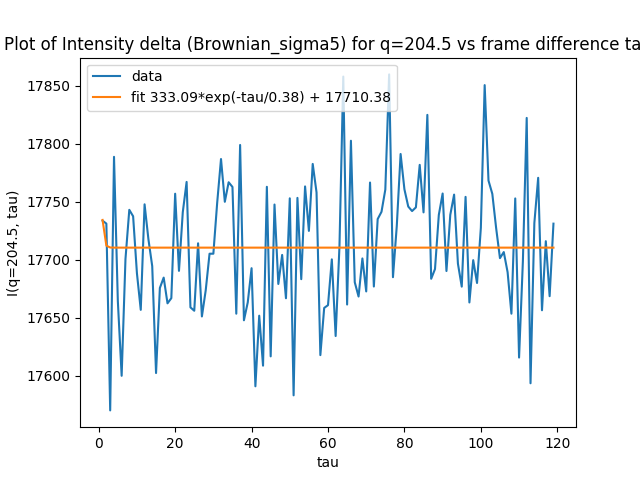 Plot of Intensity delta (Brownian_sigma5) for q=204.5 vs frame difference ta
data
fit 333.09*exp(-tau/0.38) + 17710.38
17850
17800
17750
17700
17650
17600
I(q=204.5, tau)
0
20
40
60
80
100
120
tau